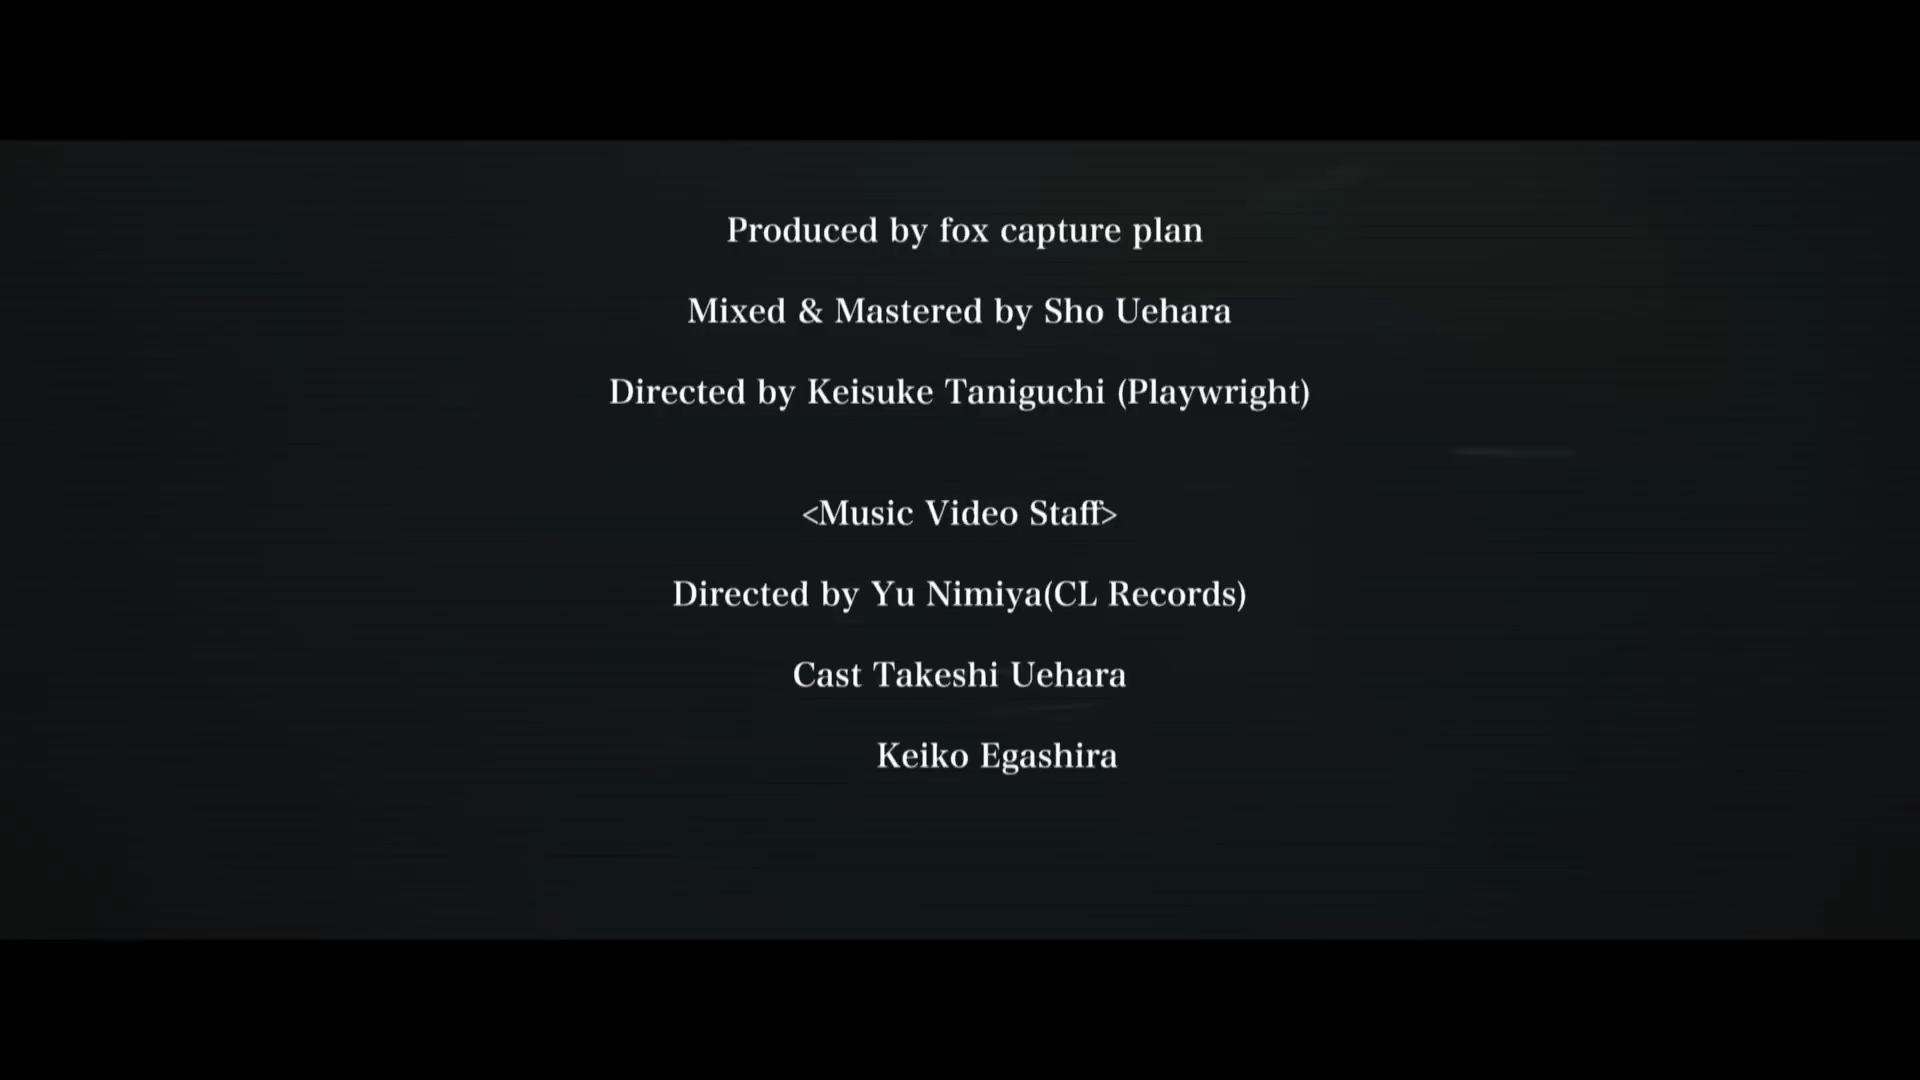 Produced by fox capture plan
Mixed & Mastered by Sho Uehara
Directed by Keisuke Taniguchi (Playwright)
<Music Video Staff>
Directed by Yu Nimiya(CL Records)
Cast Takeshi Uehara
Keiko Egashira